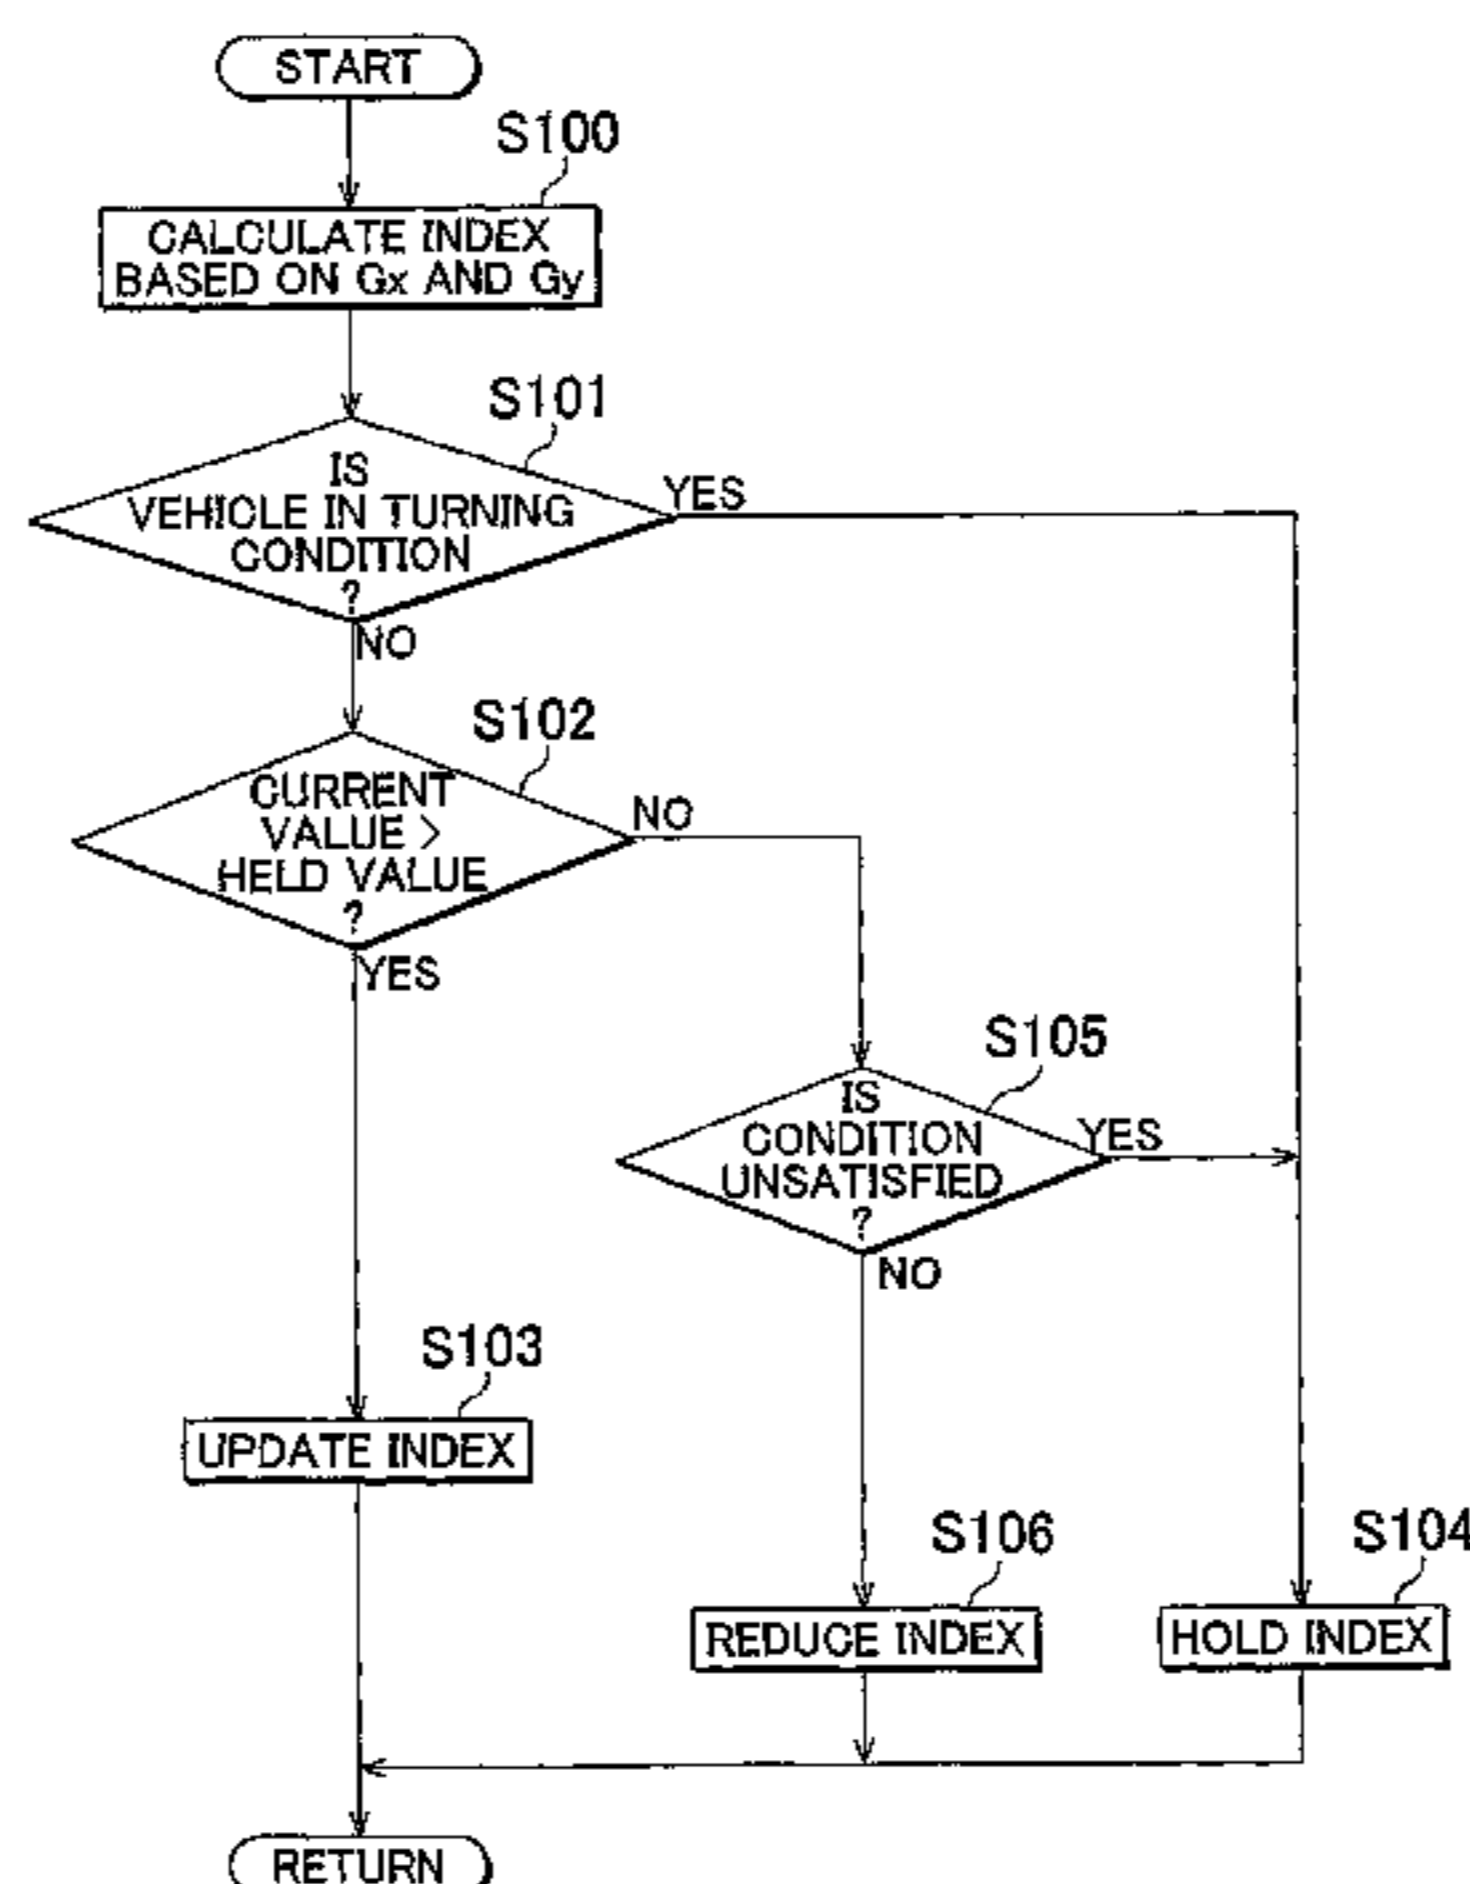 START
S100
CALCULATE INDEX
BASED ON Gx AND Gy
S101
IS
VEHICLE IN TURNING
CONDITION
?
YES
NO
S102
CURRENT
VALUE >
HELD VALUE
?
NO
YES
S105
IS
CONDITION
UNSATISFIED
?
YES
NO
S103
UPDATE INDEX
S106
REDUCE INDEX
S104
HOLD INDEX
RETURN